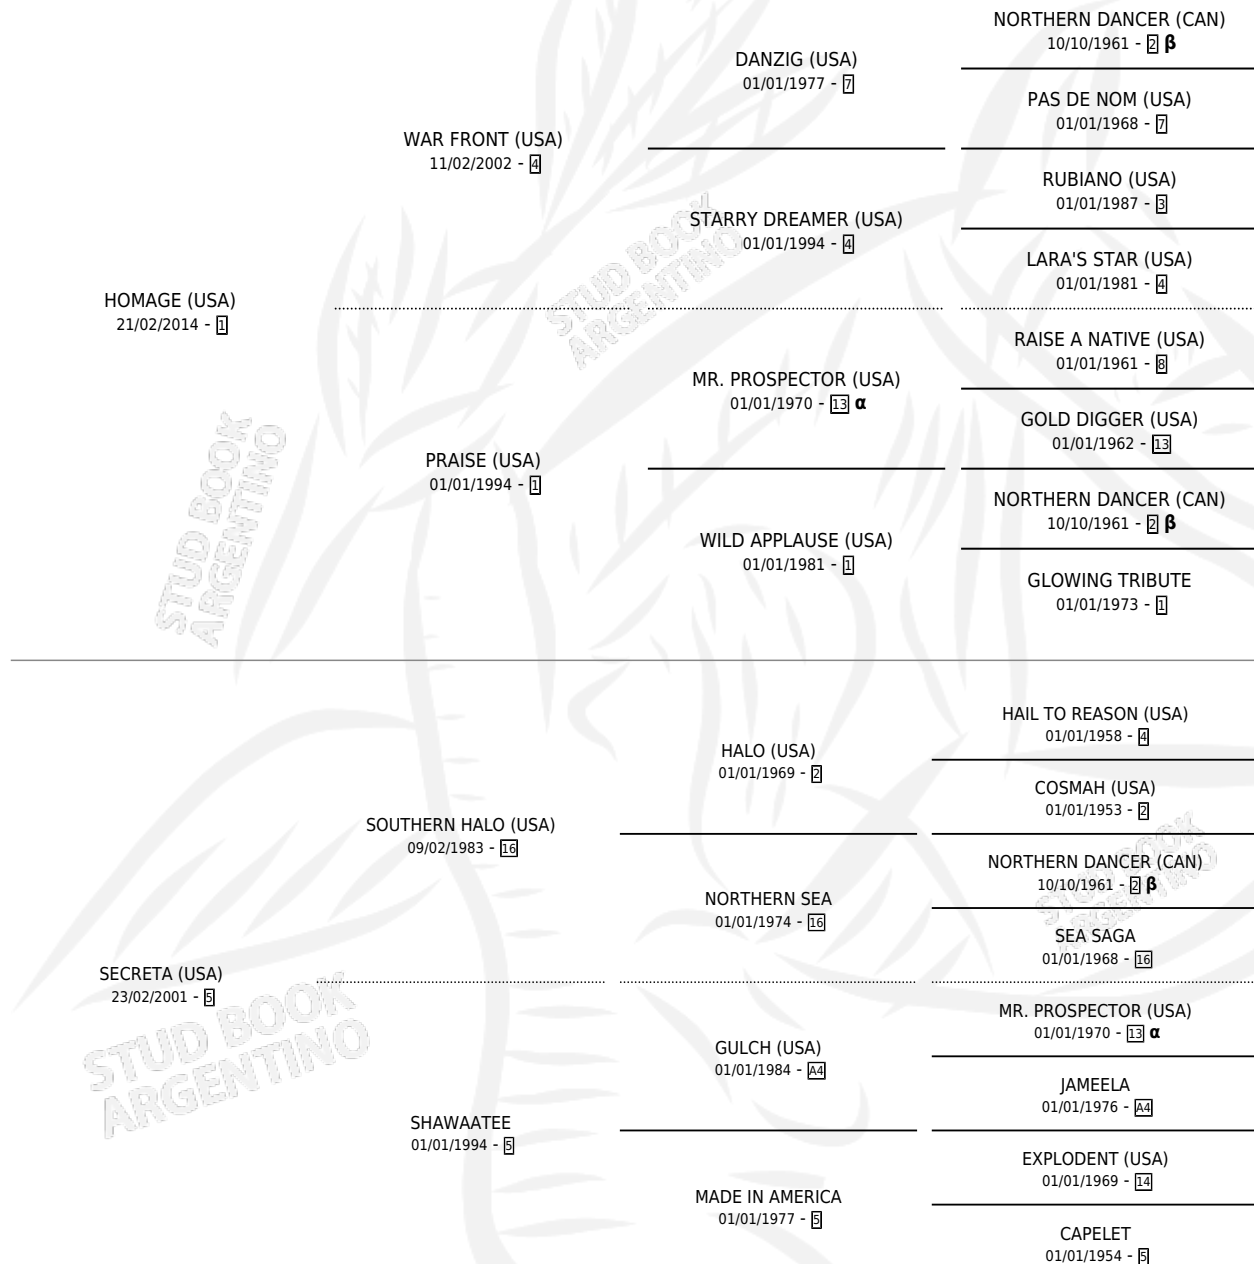 NORTHERN DANCER (CAN)
10/10/1961 - 2 β
DANZIG (USA)
01/01/1977 - 7
PAS DE NOM (USA)
01/01/1968 - 7
WAR FRONT (USA)
11/02/2002 - 4
RUBIANO (USA)
01/01/1987 - 3
STARRY DREAMER (USA)
01/01/1994 - 4
LARA'S STAR (USA)
01/01/1981 - 4
HOMAGE (USA)
21/02/2014 - 1
RAISE A NATIVE (USA)
01/01/1961 - 8
MR. PROSPECTOR (USA)
01/01/1970 - 13 α
GOLD DIGGER (USA)
01/01/1962 - 13
PRAISE (USA)
01/01/1994 - 1
NORTHERN DANCER (CAN)
10/10/1961 - 2 β
WILD APPLAUSE (USA)
01/01/1981 - 1
GLOWING TRIBUTE
01/01/1973 - 1
HAIL TO REASON (USA)
01/01/1958 - 4
HALO (USA)
01/01/1969 - 2
COSMAH (USA)
01/01/1953 - 2
SOUTHERN HALO (USA)
09/02/1983 - 16
NORTHERN DANCER (CAN)
10/10/1961 - 2 β
NORTHERN SEA
01/01/1974 - 16
SEA SAGA
01/01/1968 - 16
SECRETA (USA)
23/02/2001 - 5
MR. PROSPECTOR (USA)
01/01/1970 - 13 α
GULCH (USA)
01/01/1984 - A4
JAMEELA
01/01/1976 - A4
SHAWAATEE
01/01/1994 - 5
EXPLODENT (USA)
01/01/1969 - 14
MADE IN AMERICA
01/01/1977 - 5
CAPELET
01/01/1954 - 5
STUD BOOK
ARGENTINO
STUD BOOK
ARGENTINO
STUD BOOK
ARGENTINO
STUD BOOK
ARGENTINO